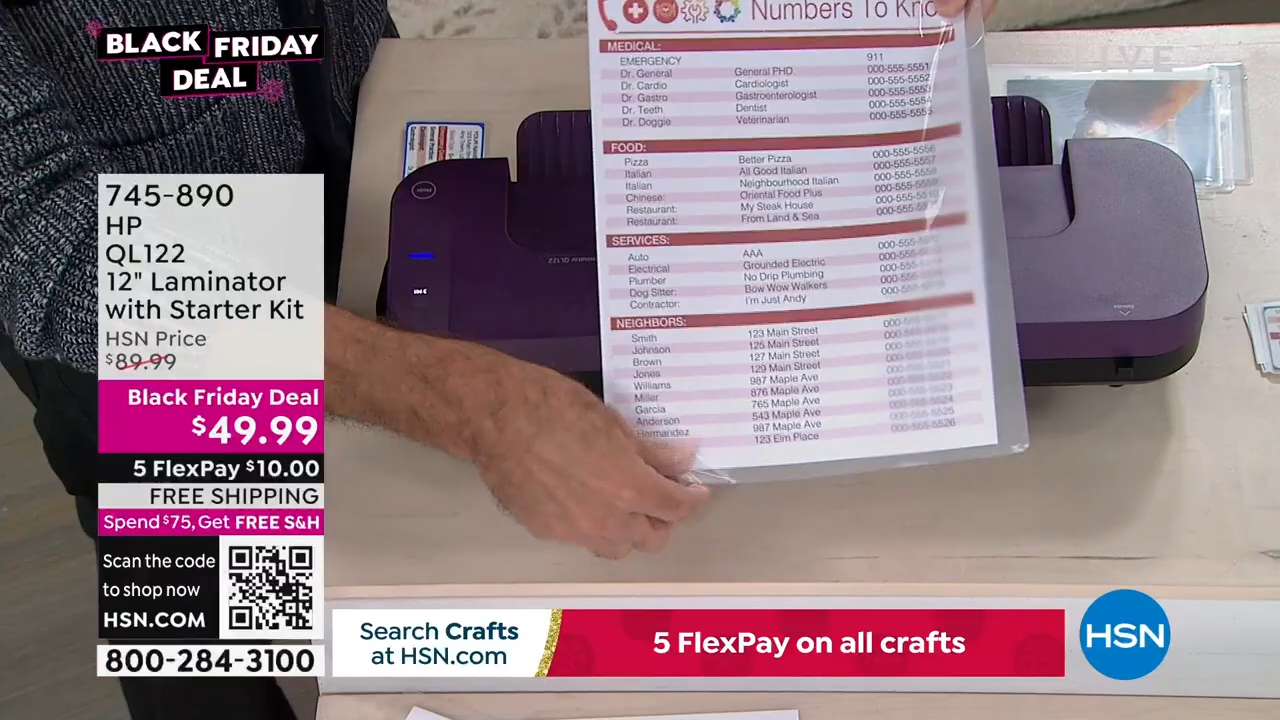 BLACK FRIDAY
DEAL
745-890
HP
QL122
12" Laminator
with Starter Kit
HSN Price
$89.99
Black Friday Deal
$49.99
5 FlexPay $10.00
FREE SHIPPING
Spend $75, Get FREE S&H
Scan the code
to shop now
HSN.COM
800-284-3100
Numbers To Kno
MEDICAL:
EMERGENCY 911
Dr. General General PHD. 000-555-5551
Dr. Cardio Cardiologist 000-555-5552
Dr. Gastro Gastroenterologist 000-555-5553
Dr. Teeth Dentist 000-555-5554
Dr. Doggie Veterinarian 000-555-5555
FOOD:
Pizza Better Pizza 000-555-5556
Italian All Good Italian 000-555-5557
Italian Neighbourhood Italian 000-555-5558
Chinese: Oriental Food Plus
Restaurant: My Steak House
Restaurant: From Land & Sea
SERVICES:
Auto AAA
Electrical Grounded Electric
Plumber No Drip Plumbing
Dog Sitter: Bow Wow Walkers
Contractor: I'm Just Andy
NEIGHBORS:
Smith 123 Main Street
Johnson 125 Main Street
Brown 127 Main Street
Jones 129 Main Street
Williams 987 Maple Ave
Miller 876 Maple Ave
Garcia 765 Maple Ave
Anderson 543 Maple Ave
Hernandez 987 Maple Ave
123 Elm Place 000-555-5526
LIVE
Search Crafts
at HSN.com
5 FlexPay on all crafts
HSN